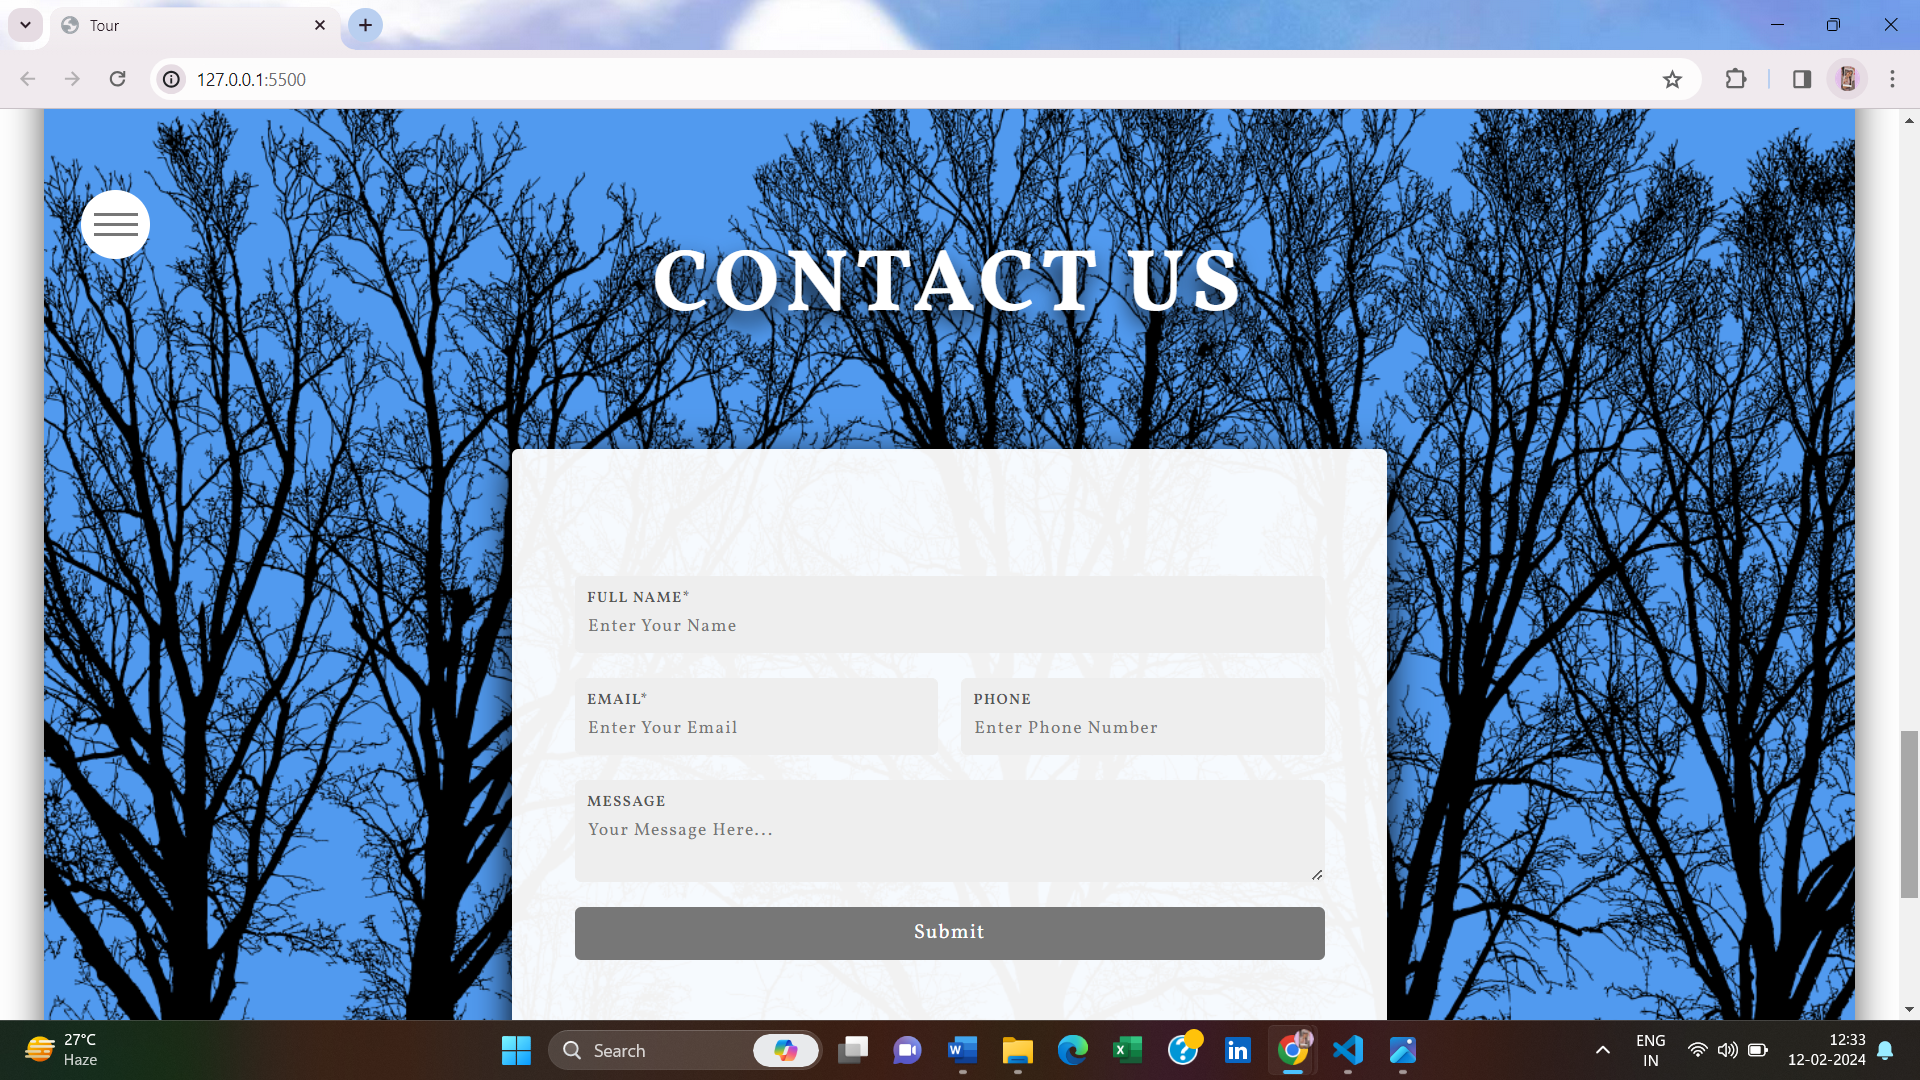 Tour
127.0.0.1:5500
CONTACT US
FULL NAME*
Enter Your Name
EMAIL*
PHONE
Enter Your Email
Enter Phone Number
MESSAGE
Your Message Here...
Submit
27°C
Haze
Search
ENG
IN
12:33
12-02-2024